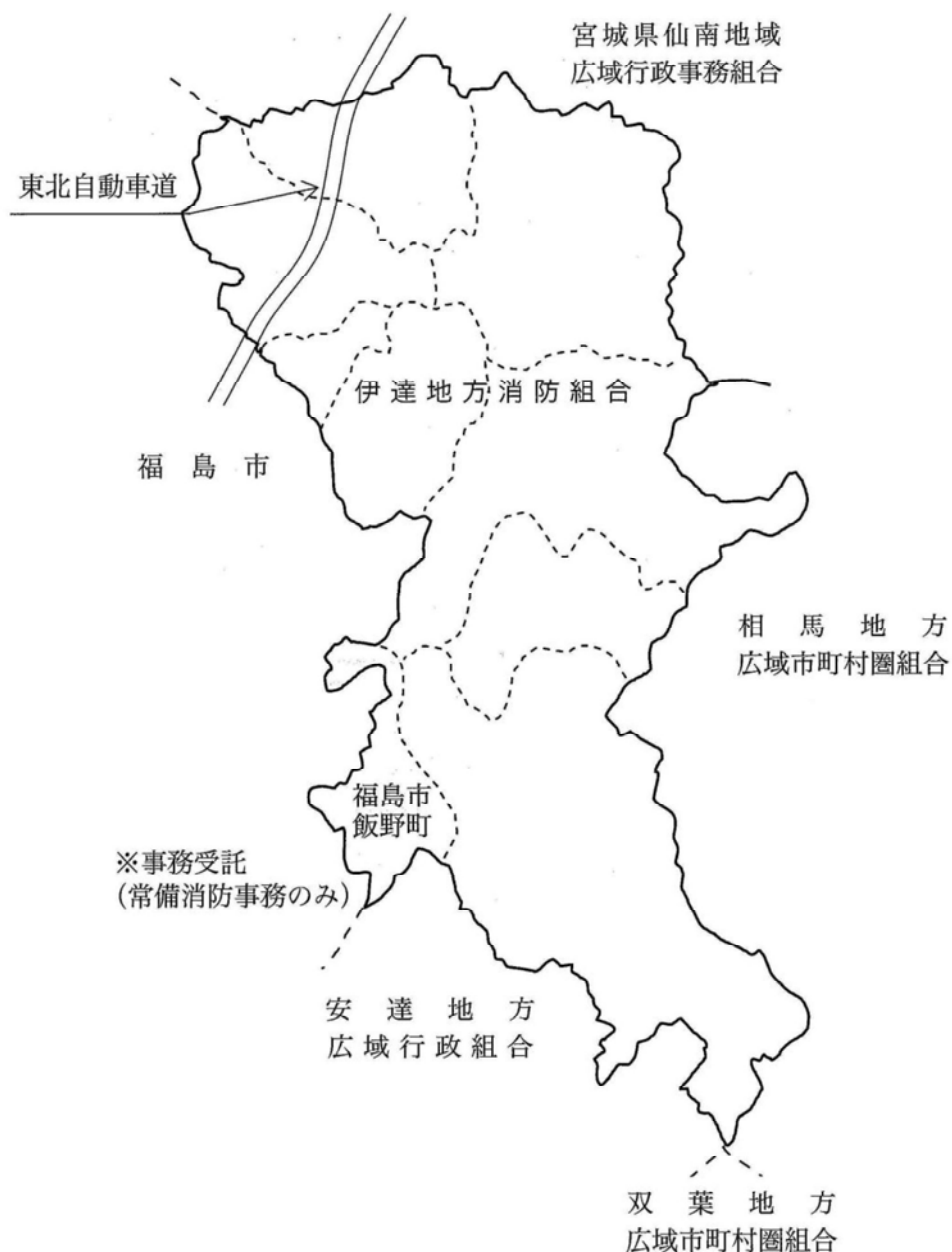 宮城県仙南地域
広域行政事務組合
東北自動車道
伊達地方消防組合
福島市
相馬地方
広域市町村圏組合
福島市
飯野町
※事務受託
(常備消防事務のみ)
安達地方
広域行政組合
双葉地方
広域市町村圏組合